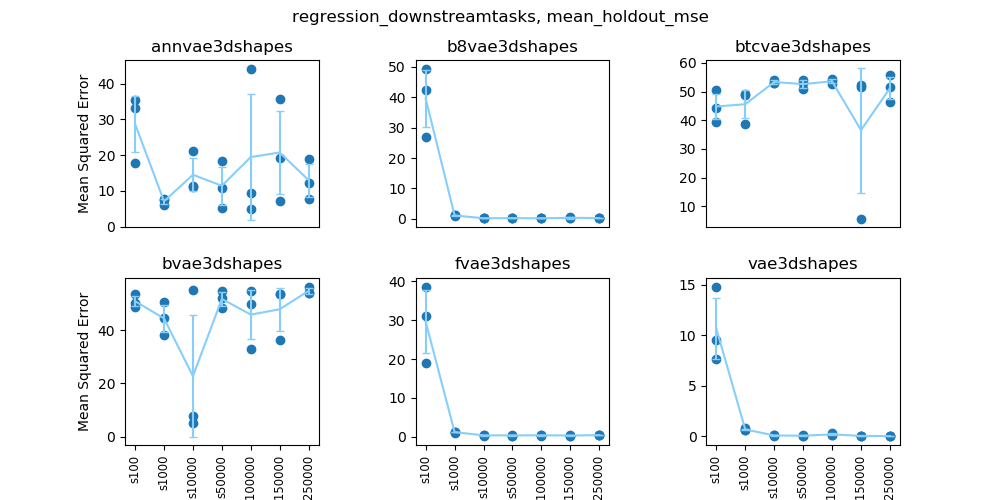 regression_downstreamtasks, mean_holdout_mse
annvae3dshapes
b8vae3dshapes
btcvae3dshapes
Mean Squared Error
40
30
20
10
0
50
40
30
20
10
0
60
50
40
30
20
10
bvae3dshapes
fvae3dshapes
vae3dshapes
Mean Squared Error
40
20
0
40
30
20
10
0
15
10
5
0
s100
s1000
s10000
s50000
100000
150000
250000
s100
s1000
s10000
s50000
100000
150000
250000
s100
s1000
s10000
s50000
100000
150000
250000